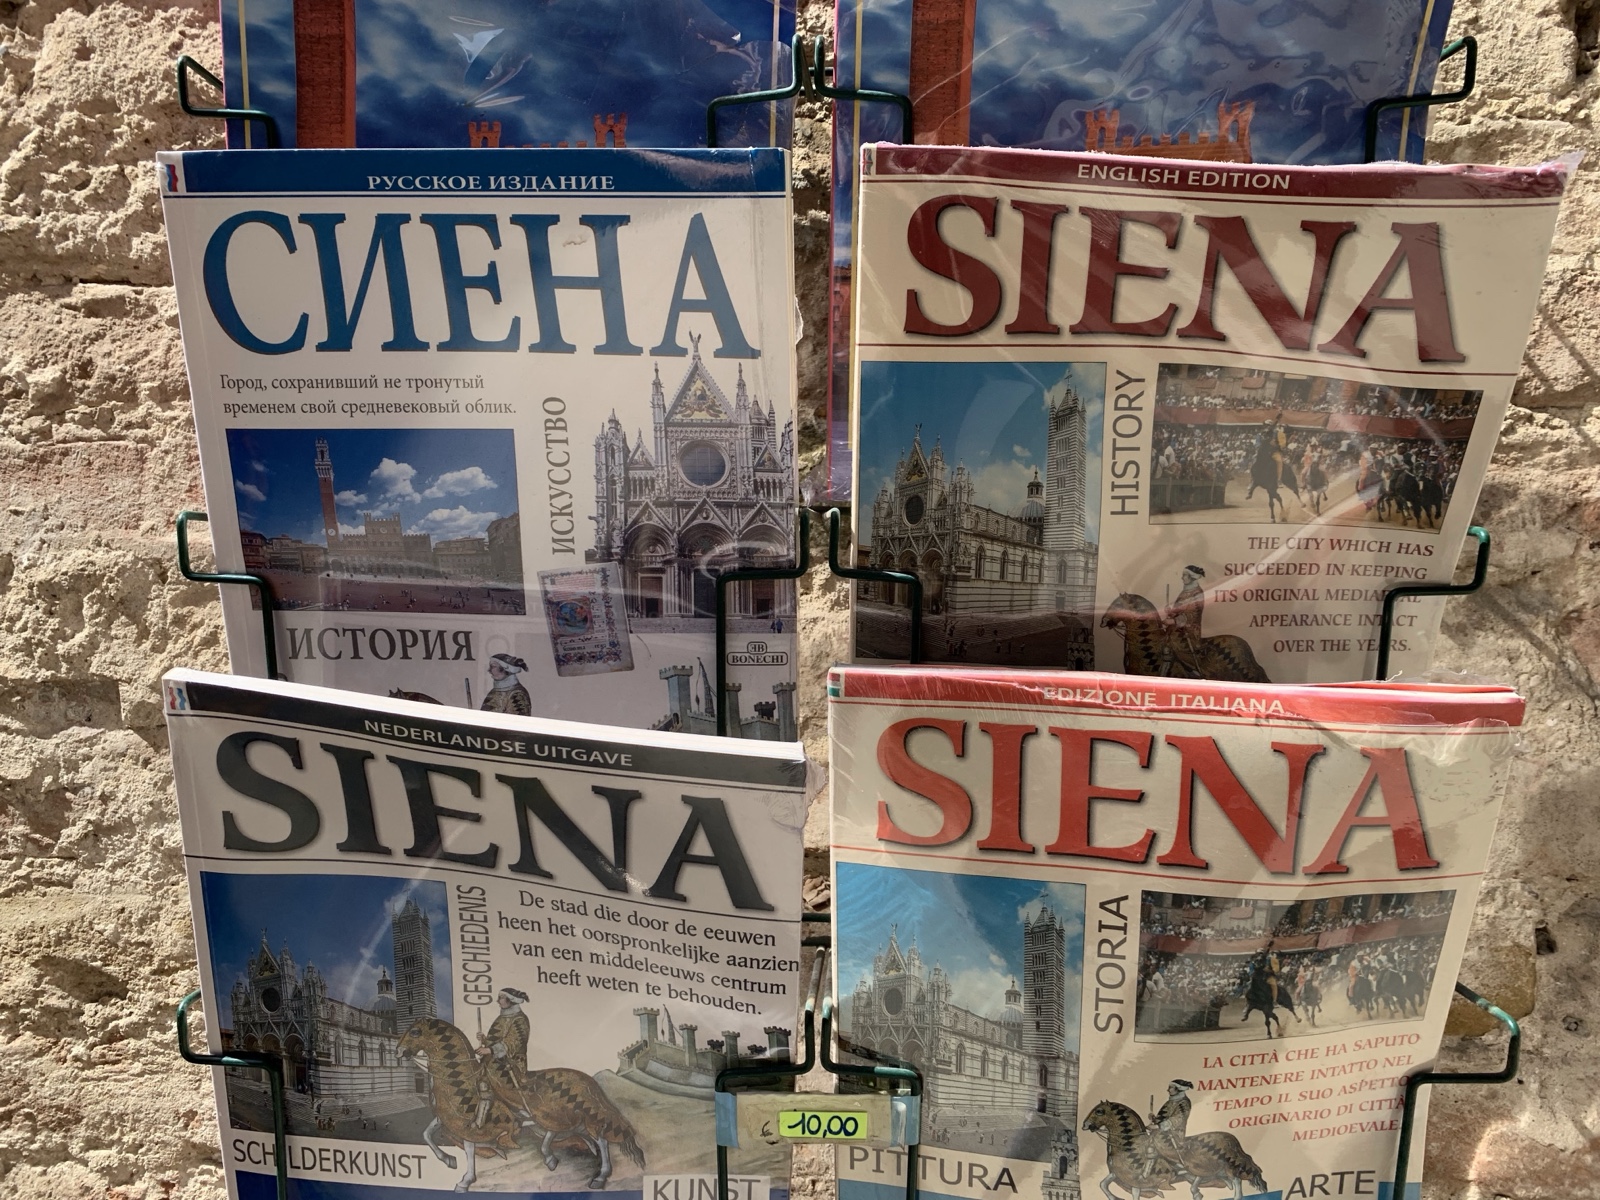 РУССКОЕ ИЗДАНИЕ
СИЕНА
Город, сохранивший не тронутый
временем свой средневековый облик.
ИСКУССТВО
ИСТОРИЯ
BONECHI
ENGLISH EDITION
SIENA
HISTORY
THE CITY WHICH HAS
SUCCEEDED IN KEEPING
ITS ORIGINAL MEDIAEVAL
APPEARANCE INTACT
OVER THE YEARS.
NEDERLANDSE UITGAVE
SIENA
GESCHIEDENIS
De stad die door de eeuwen
heen het oorspronkelijke aanzien
van een middeleeuws centrum
heeft weten te behouden.
SCHILDERKUNST
KUNST
10,00
EDIZIONE ITALIANA
SIENA
STORIA
LA CITTÀ CHE HA SAPUTO
MANTENERE INTATTO NEL
TEMPO IL SUO ASPETTO
ORIGINARIO DI CITTÀ
MEDIOEVALE.
PITTURA
ARTE